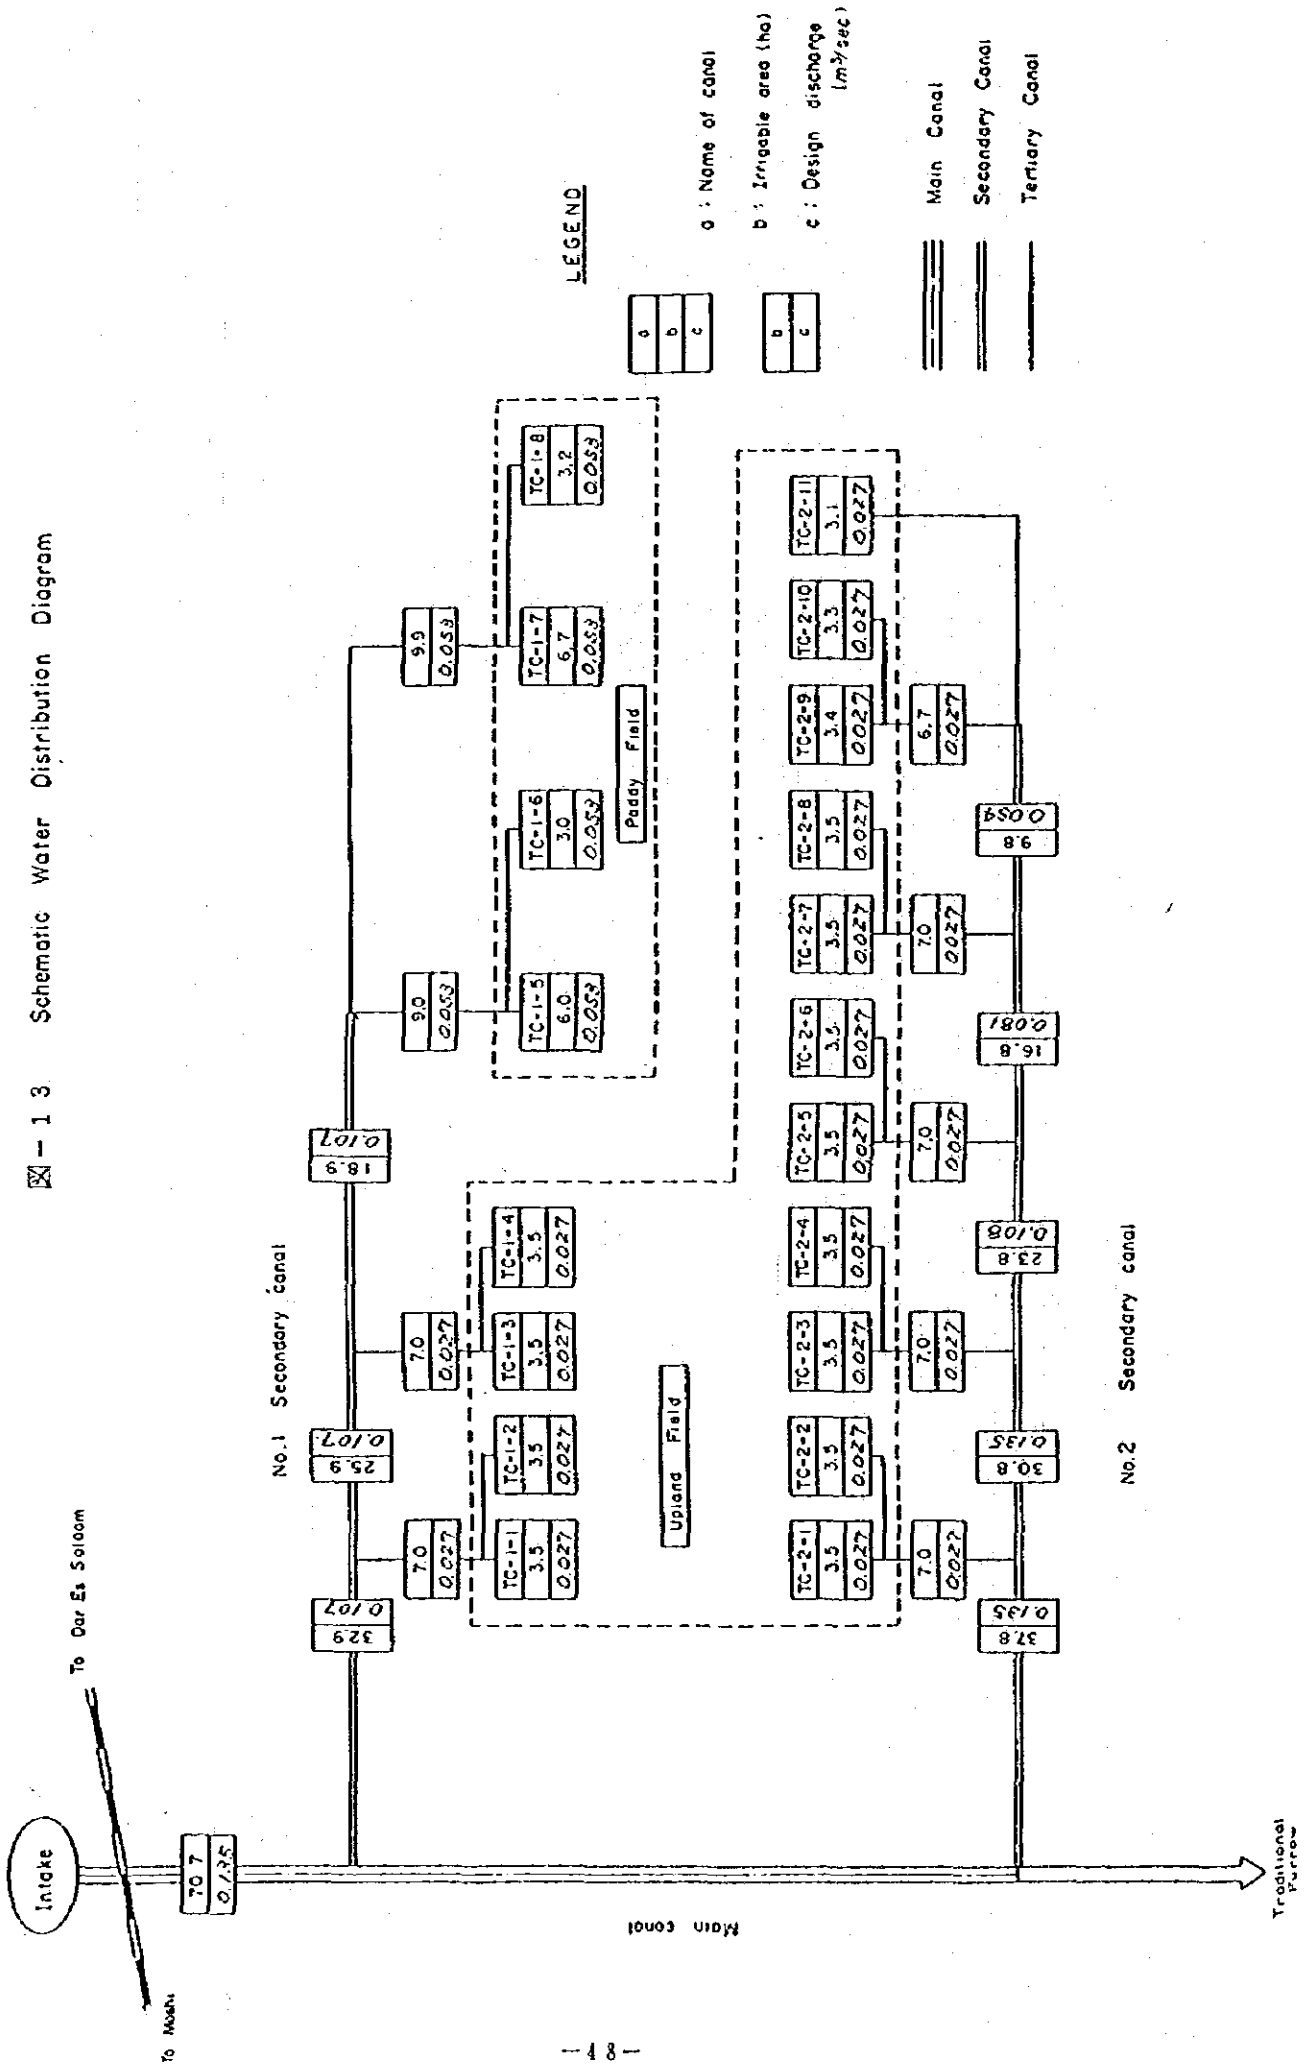 図-13 Schematic Water Distribution Diagram
Intake
To Dar Es Salaam
To Moshi
70.7
0.135
Main canal
Traditional
No.1 Secondary canal
32.9
0.107
25.9
0.107
18.9
0.107
7.0
0.027
7.0
0.027
9.0
0.053
9.9
0.053
TC-1-1
3.5
0.027
TC-1-2
3.5
0.027
TC-1-3
3.5
0.027
TC-1-4
3.5
0.027
TC-1-5
6.0
0.053
TC-1-6
3.0
0.053
TC-1-7
6.7
0.053
TC-1-8
3.2
0.053
Upland Field
Paddy Field
TC-2-1
3.5
0.027
TC-2-2
3.5
0.027
TC-2-3
3.5
0.027
TC-2-4
3.5
0.027
TC-2-5
3.5
0.027
TC-2-6
3.5
0.027
TC-2-7
3.5
0.027
TC-2-8
3.5
0.027
TC-2-9
3.4
0.027
TC-2-10
3.3
0.027
TC-2-11
3.1
0.027
7.0
0.027
7.0
0.027
7.0
0.027
7.0
0.027
6.7
0.027
37.8
0.135
30.8
0.135
23.8
0.108
16.8
0.081
9.8
0.054
No.2 Secondary canal
LEGEND
a
b
c
a : Name of canal
b : Irrigable area (ha)
c : Design discharge
(m³/sec)
b
c
Main Canal
Secondary Canal
Tertiary Canal
-48-